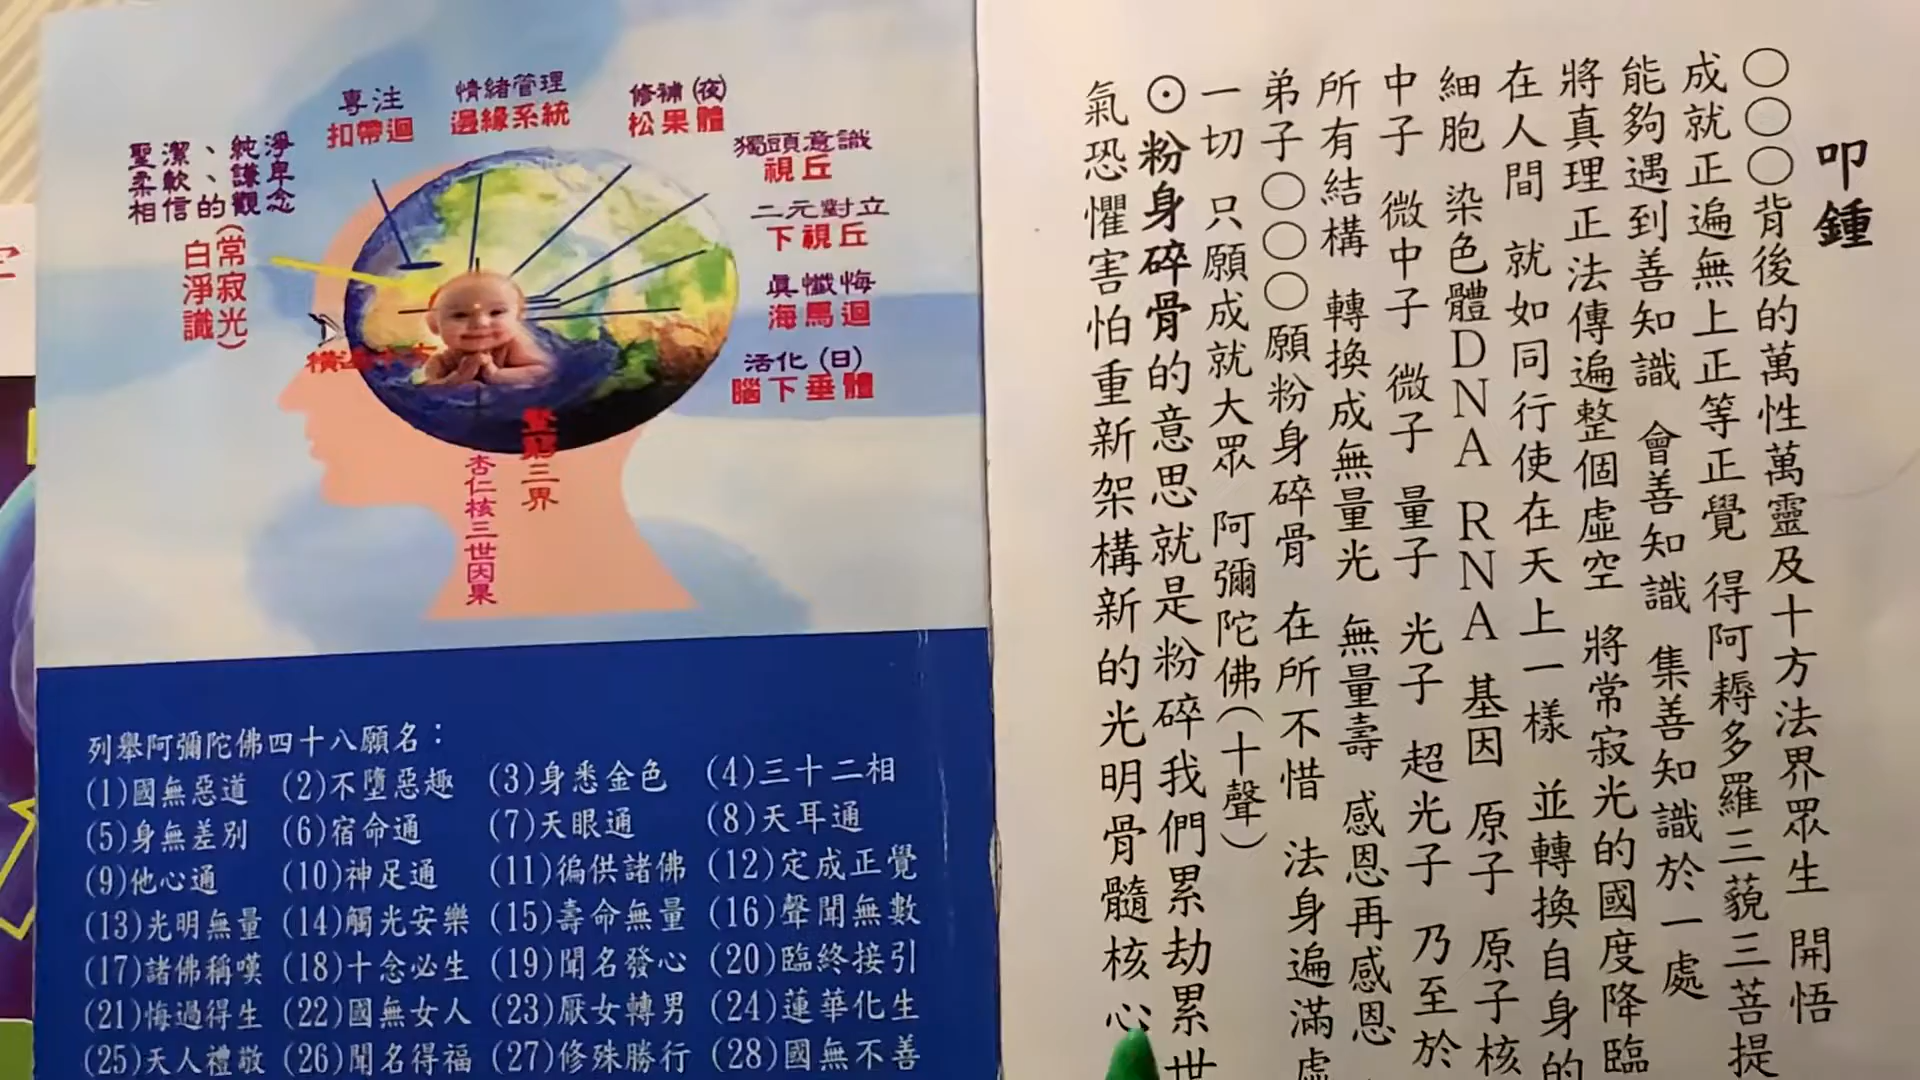 聖潔、純淨
柔軟、謙卑
相信的觀念
(常寂光)
白淨識
專注
扣帶迴
情緒管理
邊緣系統
修補(夜)
松果體
獨頭意識
視丘
二元對立
下視丘
真懺悔
海馬迴
活化(日)
腦下垂體
豎窮三界
杏仁核三世因果
列舉阿彌陀佛四十八願名：
(1)國無惡道 (2)不墮惡趣 (3)身悉金色 (4)三十二相
(5)身無差別 (6)宿命通 (7)天眼通 (8)天耳通
(9)他心通 (10)神足通 (11)徧供諸佛 (12)定成正覺
(13)光明無量 (14)觸光安樂 (15)壽命無量 (16)聲聞無數
(17)諸佛稱嘆 (18)十念必生 (19)聞名發心 (20)臨終接引
(21)悔過得生 (22)國無女人 (23)厭女轉男 (24)蓮華化生
(25)天人禮敬 (26)聞名得福 (27)修殊勝行 (28)國無不善
叩鍾
○○○背後的萬性萬靈及十方法界眾生 開悟
成就正遍無上正等正覺 得阿耨多羅三藐三菩提
能夠遇到善知識 會善知識 集善知識於一處
將真理正法傳遍整個虛空 將常寂光的國度降臨
在人間 就如同行使在天上一樣 並轉換自身的
細胞 染色體DNA RNA 基因 原子 原子核
中子 微中子 微子 量子 光子 超光子 乃至於
所有結構 轉換成無量光 無量壽 感恩再感恩
弟子○○○願粉身碎骨 在所不惜 法身遍滿虛
一切 只願成就大眾 阿彌陀佛(十聲)
⊙粉身碎骨的意思就是粉碎我們累劫累世
氣恐懼害怕重新架構新的光明骨髓核心